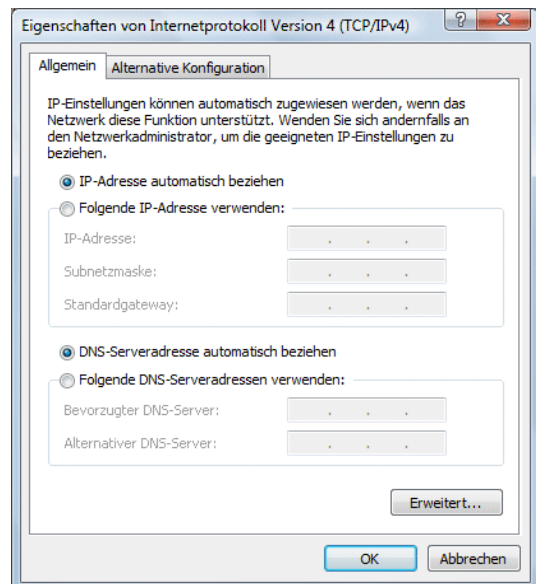 Eigenschaften von Internetprotokoll Version 4 (TCP/IPv4)
?
Allgemein
Alternative Konfiguration
IP-Einstellungen können automatisch zugewiesen werden, wenn das
Netzwerk diese Funktion unterstützt. Wenden Sie sich andernfalls an
den Netzwerkadministrator, um die geeigneten IP-Einstellungen zu
beziehen.
IP-Adresse automatisch beziehen
Folgende IP-Adresse verwenden:
IP-Adresse: . . .
Subnetzmaske: . . .
Standardgateway: . . .
DNS-Serveradresse automatisch beziehen
Folgende DNS-Serveradressen verwenden:
Bevorzugter DNS-Server: . . .
Alternativer DNS-Server: . . .
Erweitert...
OK
Abbrechen